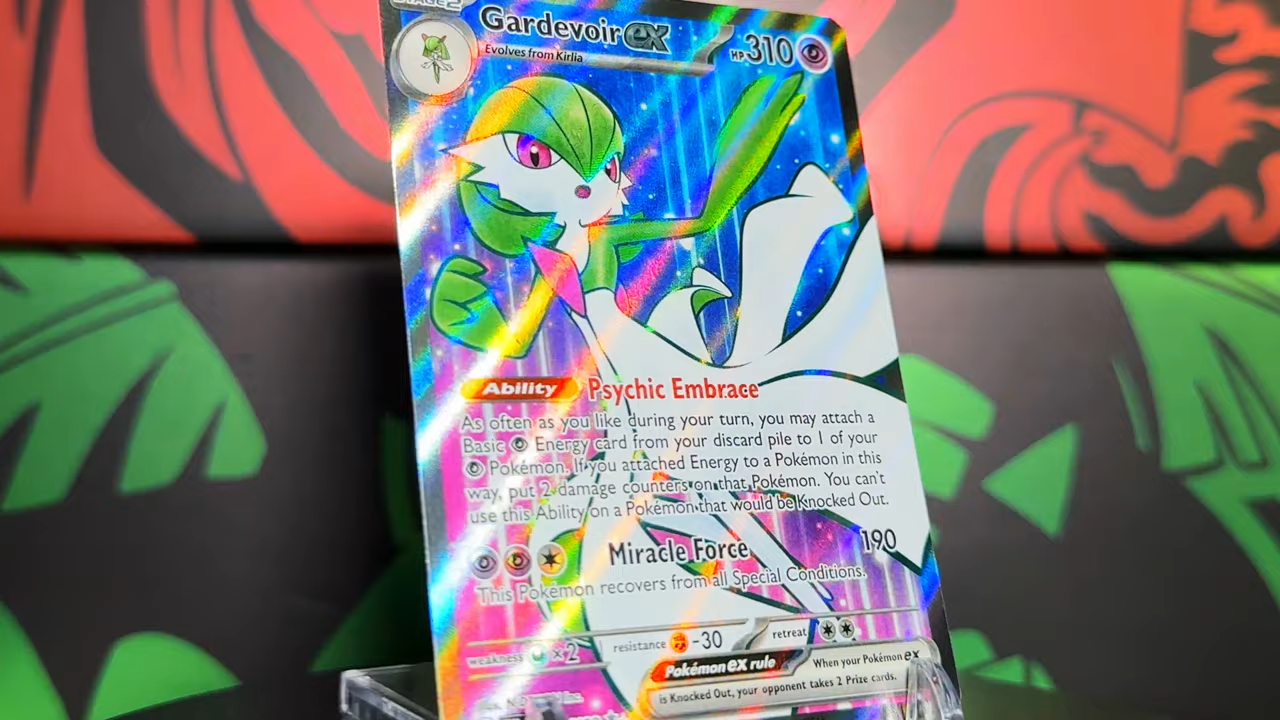 STAGE 2
Gardevoir ex
HP 310
Evolves from Kirlia
Ability Psychic Embrace
As often as you like during your turn, you may attach a
Basic Energy card from your discard pile to 1 of your
Pokémon. If you attached Energy to a Pokémon in this
way, put 2 damage counters on that Pokémon. You can't
use this Ability on a Pokémon that would be Knocked Out.
Miracle Force 190
This Pokémon recovers from all Special Conditions.
weakness ×2 resistance -30 retreat
Pokémon ex rule When your Pokémon ex
is Knocked Out, your opponent takes 2 Prize cards.